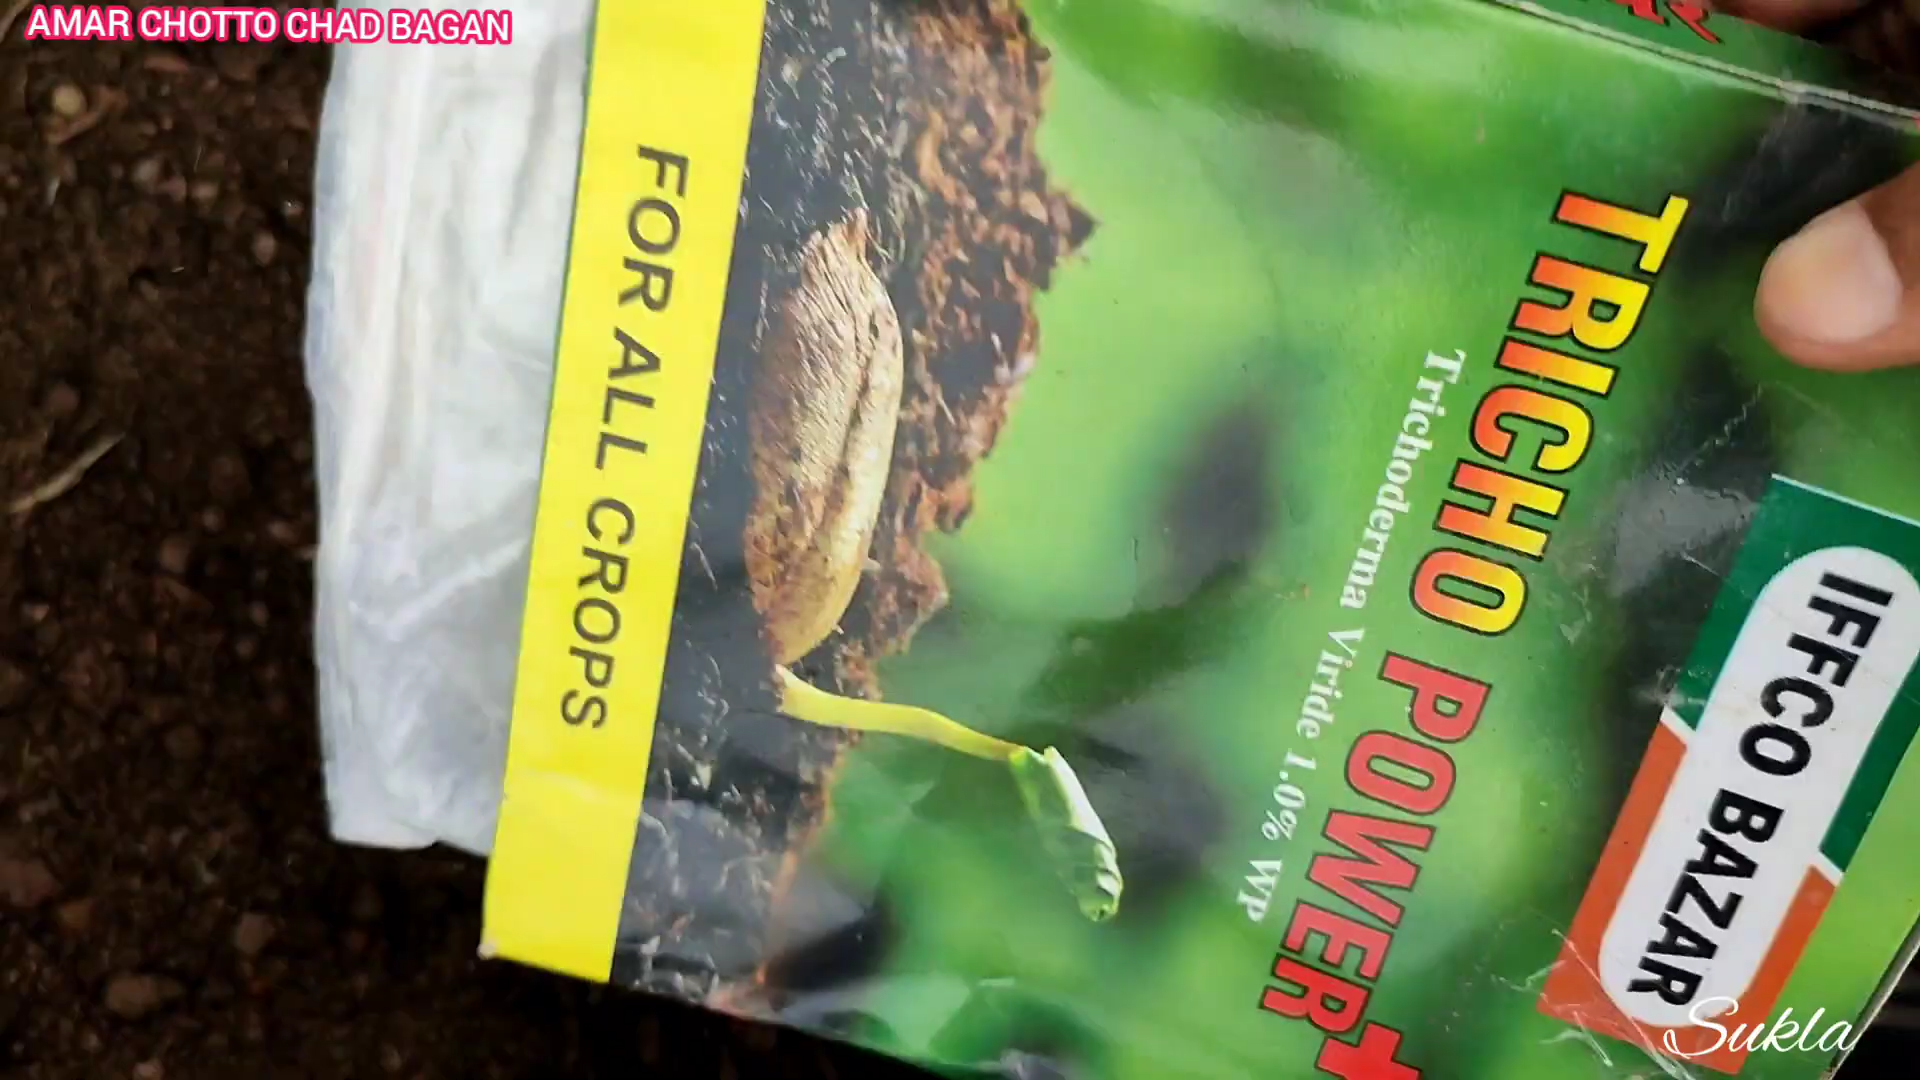 AMAR CHOTTO CHAD BAGAN
IFFCO BAZAR
TRICHO POWER+
Trichoderma Viride 1.0% WP
FOR ALL CROPS
Sukla